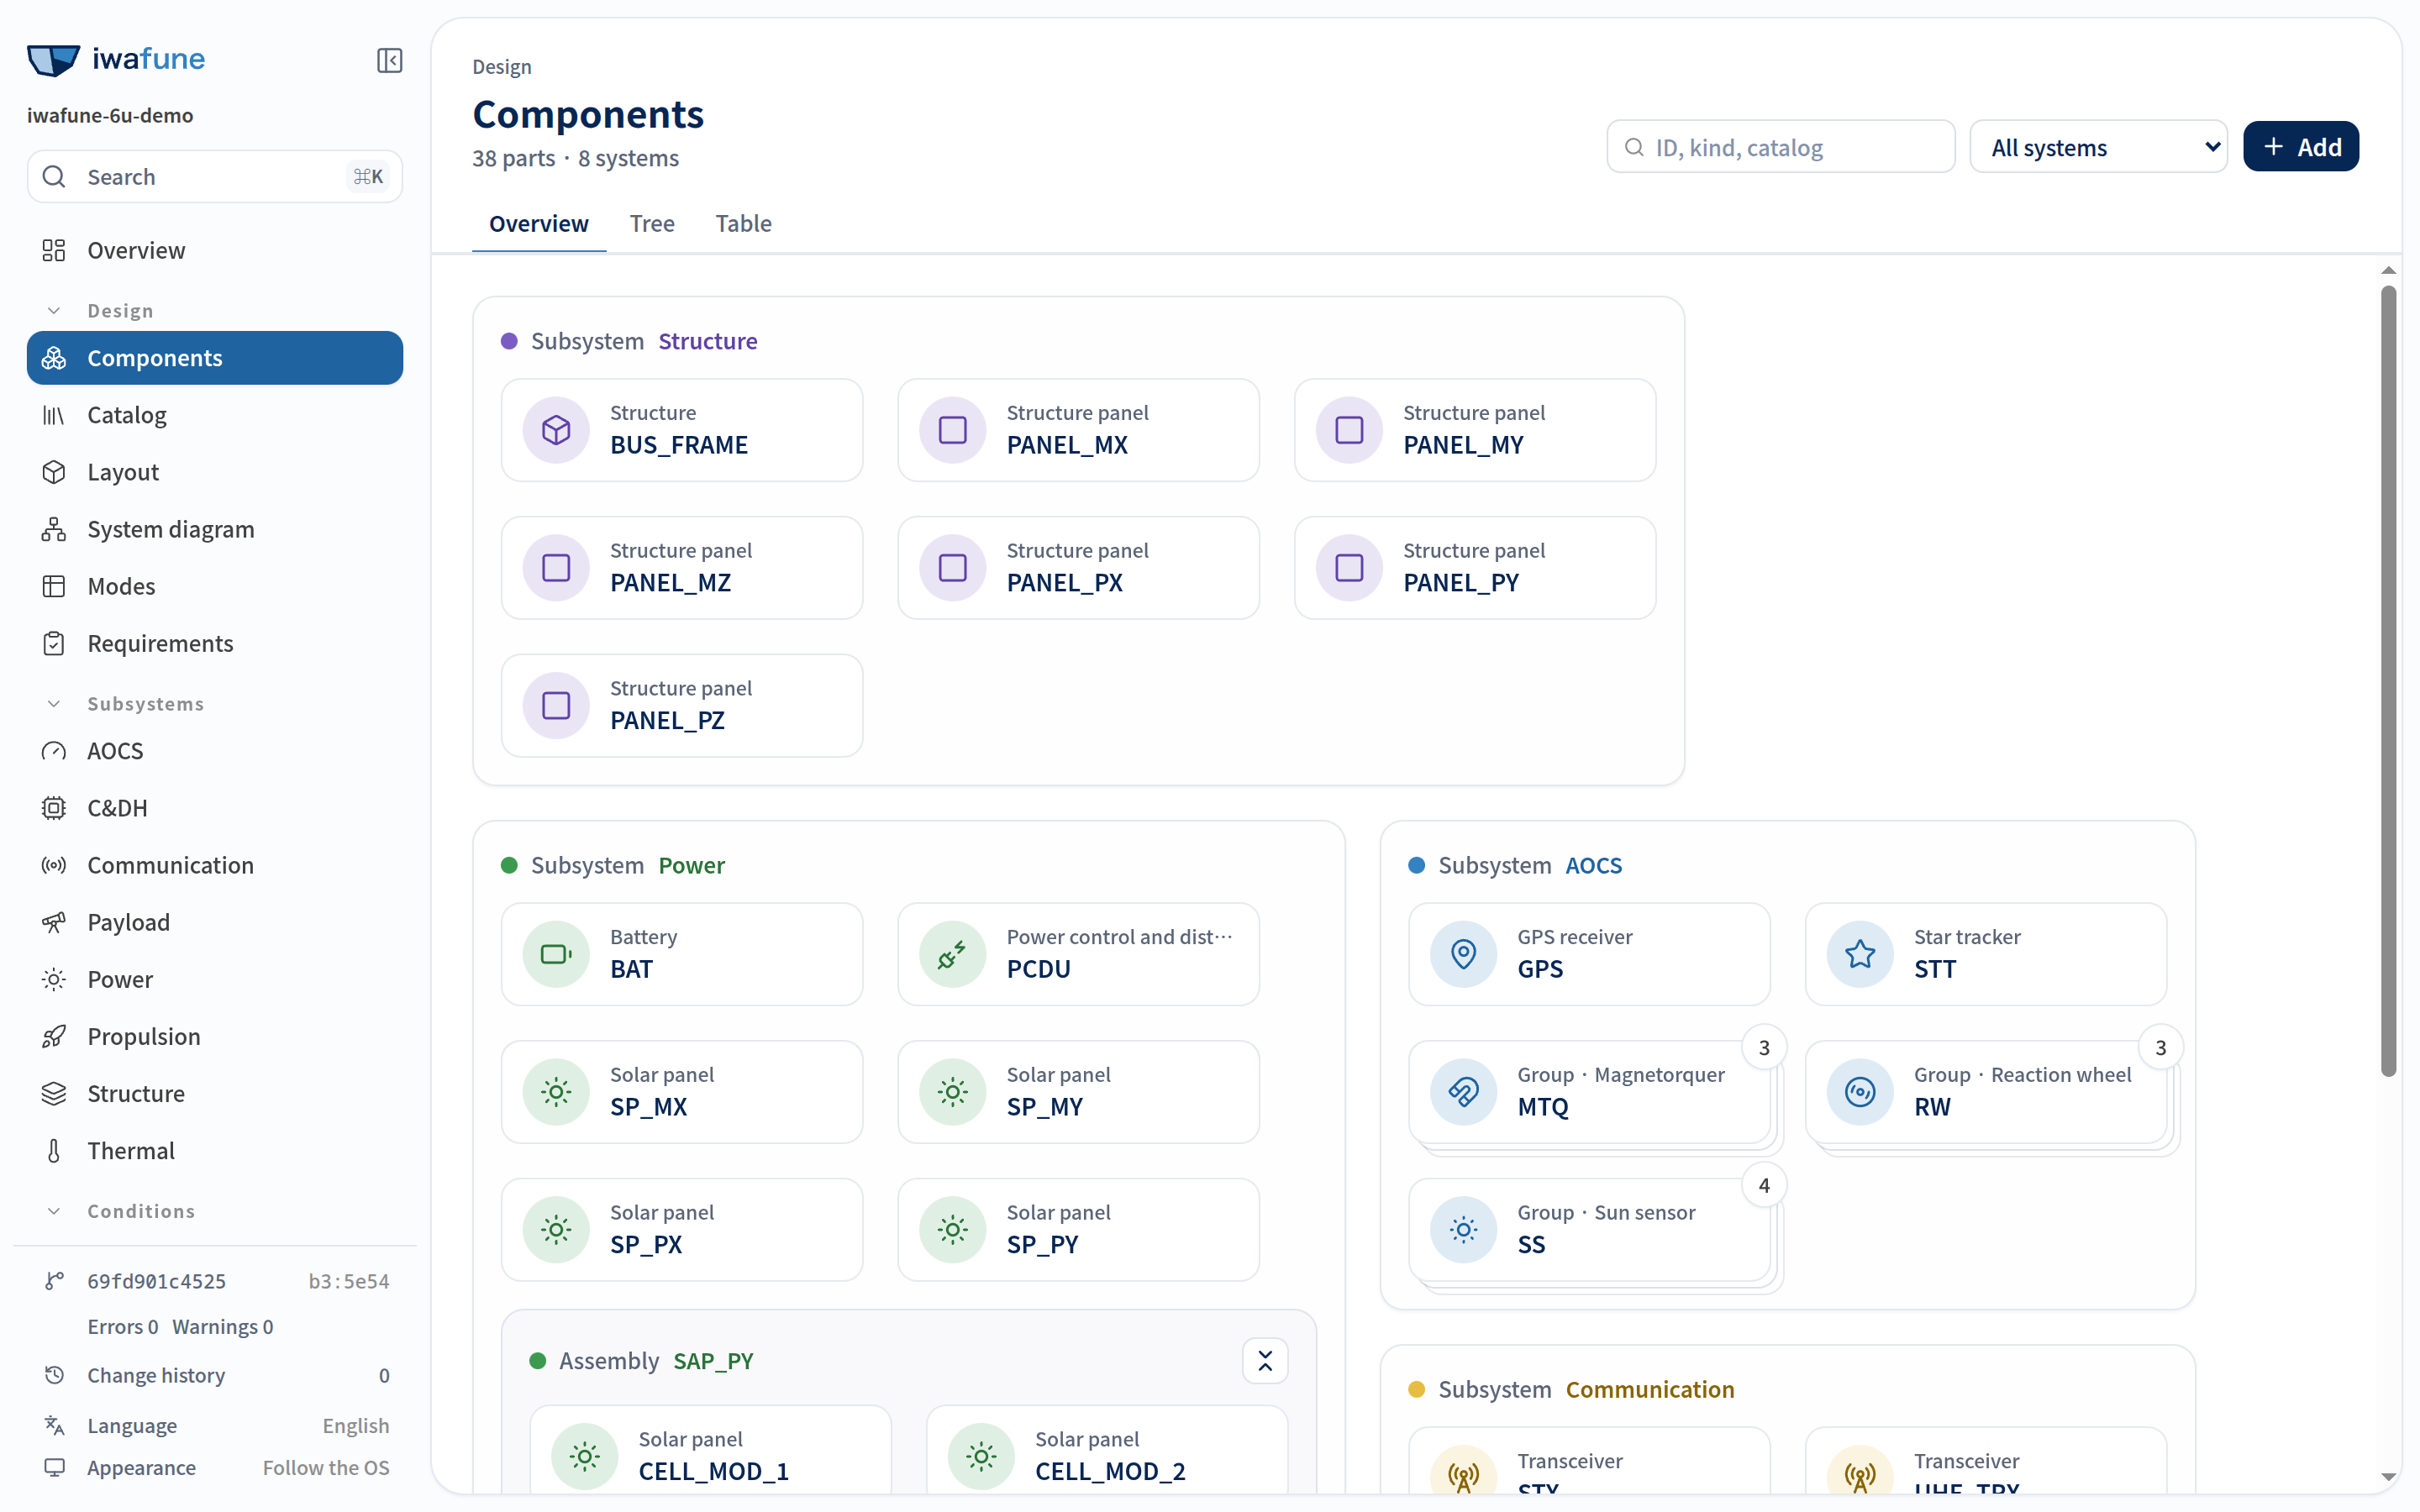 iwafune
iwafune-6u-demo
Search ⌘K
Overview
Design
Components
Catalog
Layout
System diagram
Modes
Requirements
Subsystems
AOCS
C&DH
Communication
Payload
Power
Propulsion
Structure
Thermal
Conditions
69fd901c4525 b3:5e54
Errors 0 Warnings 0
Change history 0
Language English
Appearance Follow the OS
Design
Components
38 parts · 8 systems
ID, kind, catalog
All systems
+ Add
Overview Tree Table
Subsystem Structure
Structure
BUS_FRAME
Structure panel
PANEL_MX
Structure panel
PANEL_MY
Structure panel
PANEL_MZ
Structure panel
PANEL_PX
Structure panel
PANEL_PY
Structure panel
PANEL_PZ
Subsystem Power
Battery
BAT
Power control and dist···
PCDU
Solar panel
SP_MX
Solar panel
SP_MY
Solar panel
SP_PX
Solar panel
SP_PY
Assembly SAP_PY
Solar panel
CELL_MOD_1
Solar panel
CELL_MOD_2
Subsystem AOCS
GPS receiver
GPS
Star tracker
STT
3
Group · Magnetorquer
MTQ
3
Group · Reaction wheel
RW
4
Group · Sun sensor
SS
Subsystem Communication
Transceiver
Transceiver